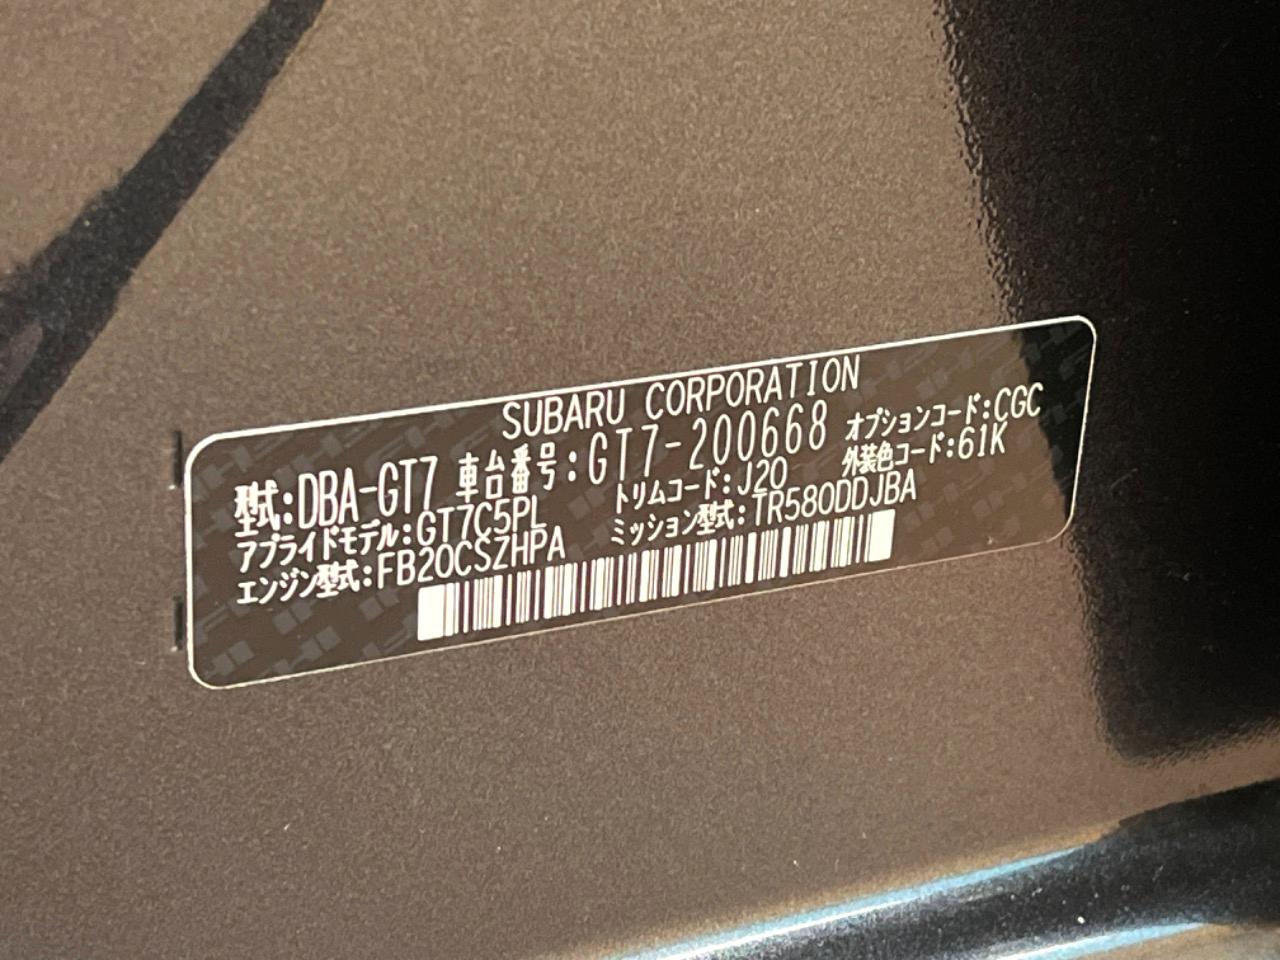 SUBARU CORPORATION
型式:DBA-GT7 車台番号:GT7-200668 オプションコード:CGC
アプライドモデル:GT7C5PL トリムコード:J20 外装色コード:61K
エンジン型式:FB20CSZHPA ミッション型式:TR580DDJBA